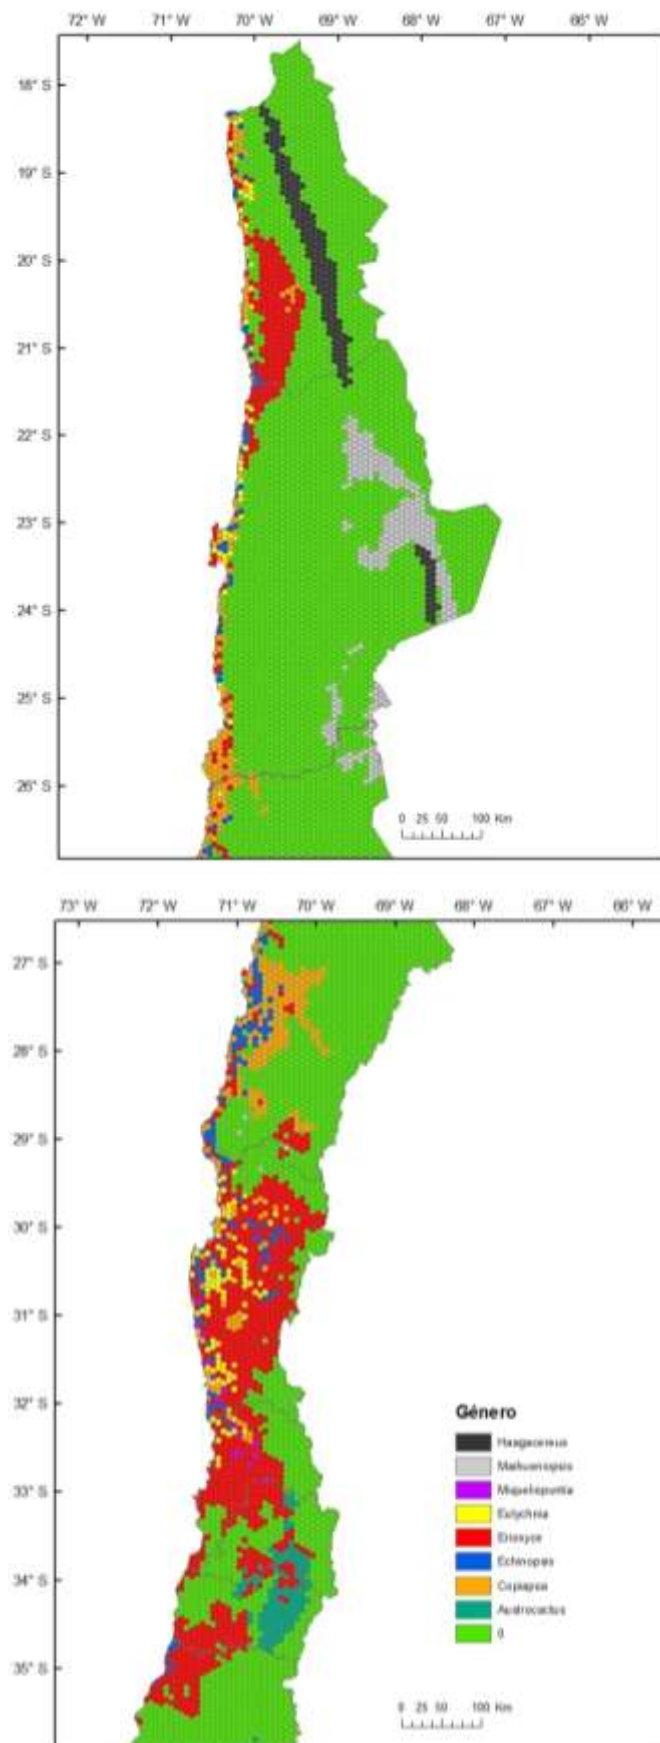 72° W 71° W 70° W 69° W 68° W 67° W 66° W
18° S
19° S
20° S
21° S
22° S
23° S
24° S
25° S
26° S
0 25 50 100 Km
73° W 72° W 71° W 70° W 69° W 68° W 67° W 66° W
27° S
28° S
29° S
30° S
31° S
32° S
33° S
34° S
35° S
Género
Haageocereus
Maihueniopsis
Miqueliopuntia
Eulychnia
Eriosyce
Echinopsis
Copiapoa
Austrocactus
0
0 25 50 100 Km